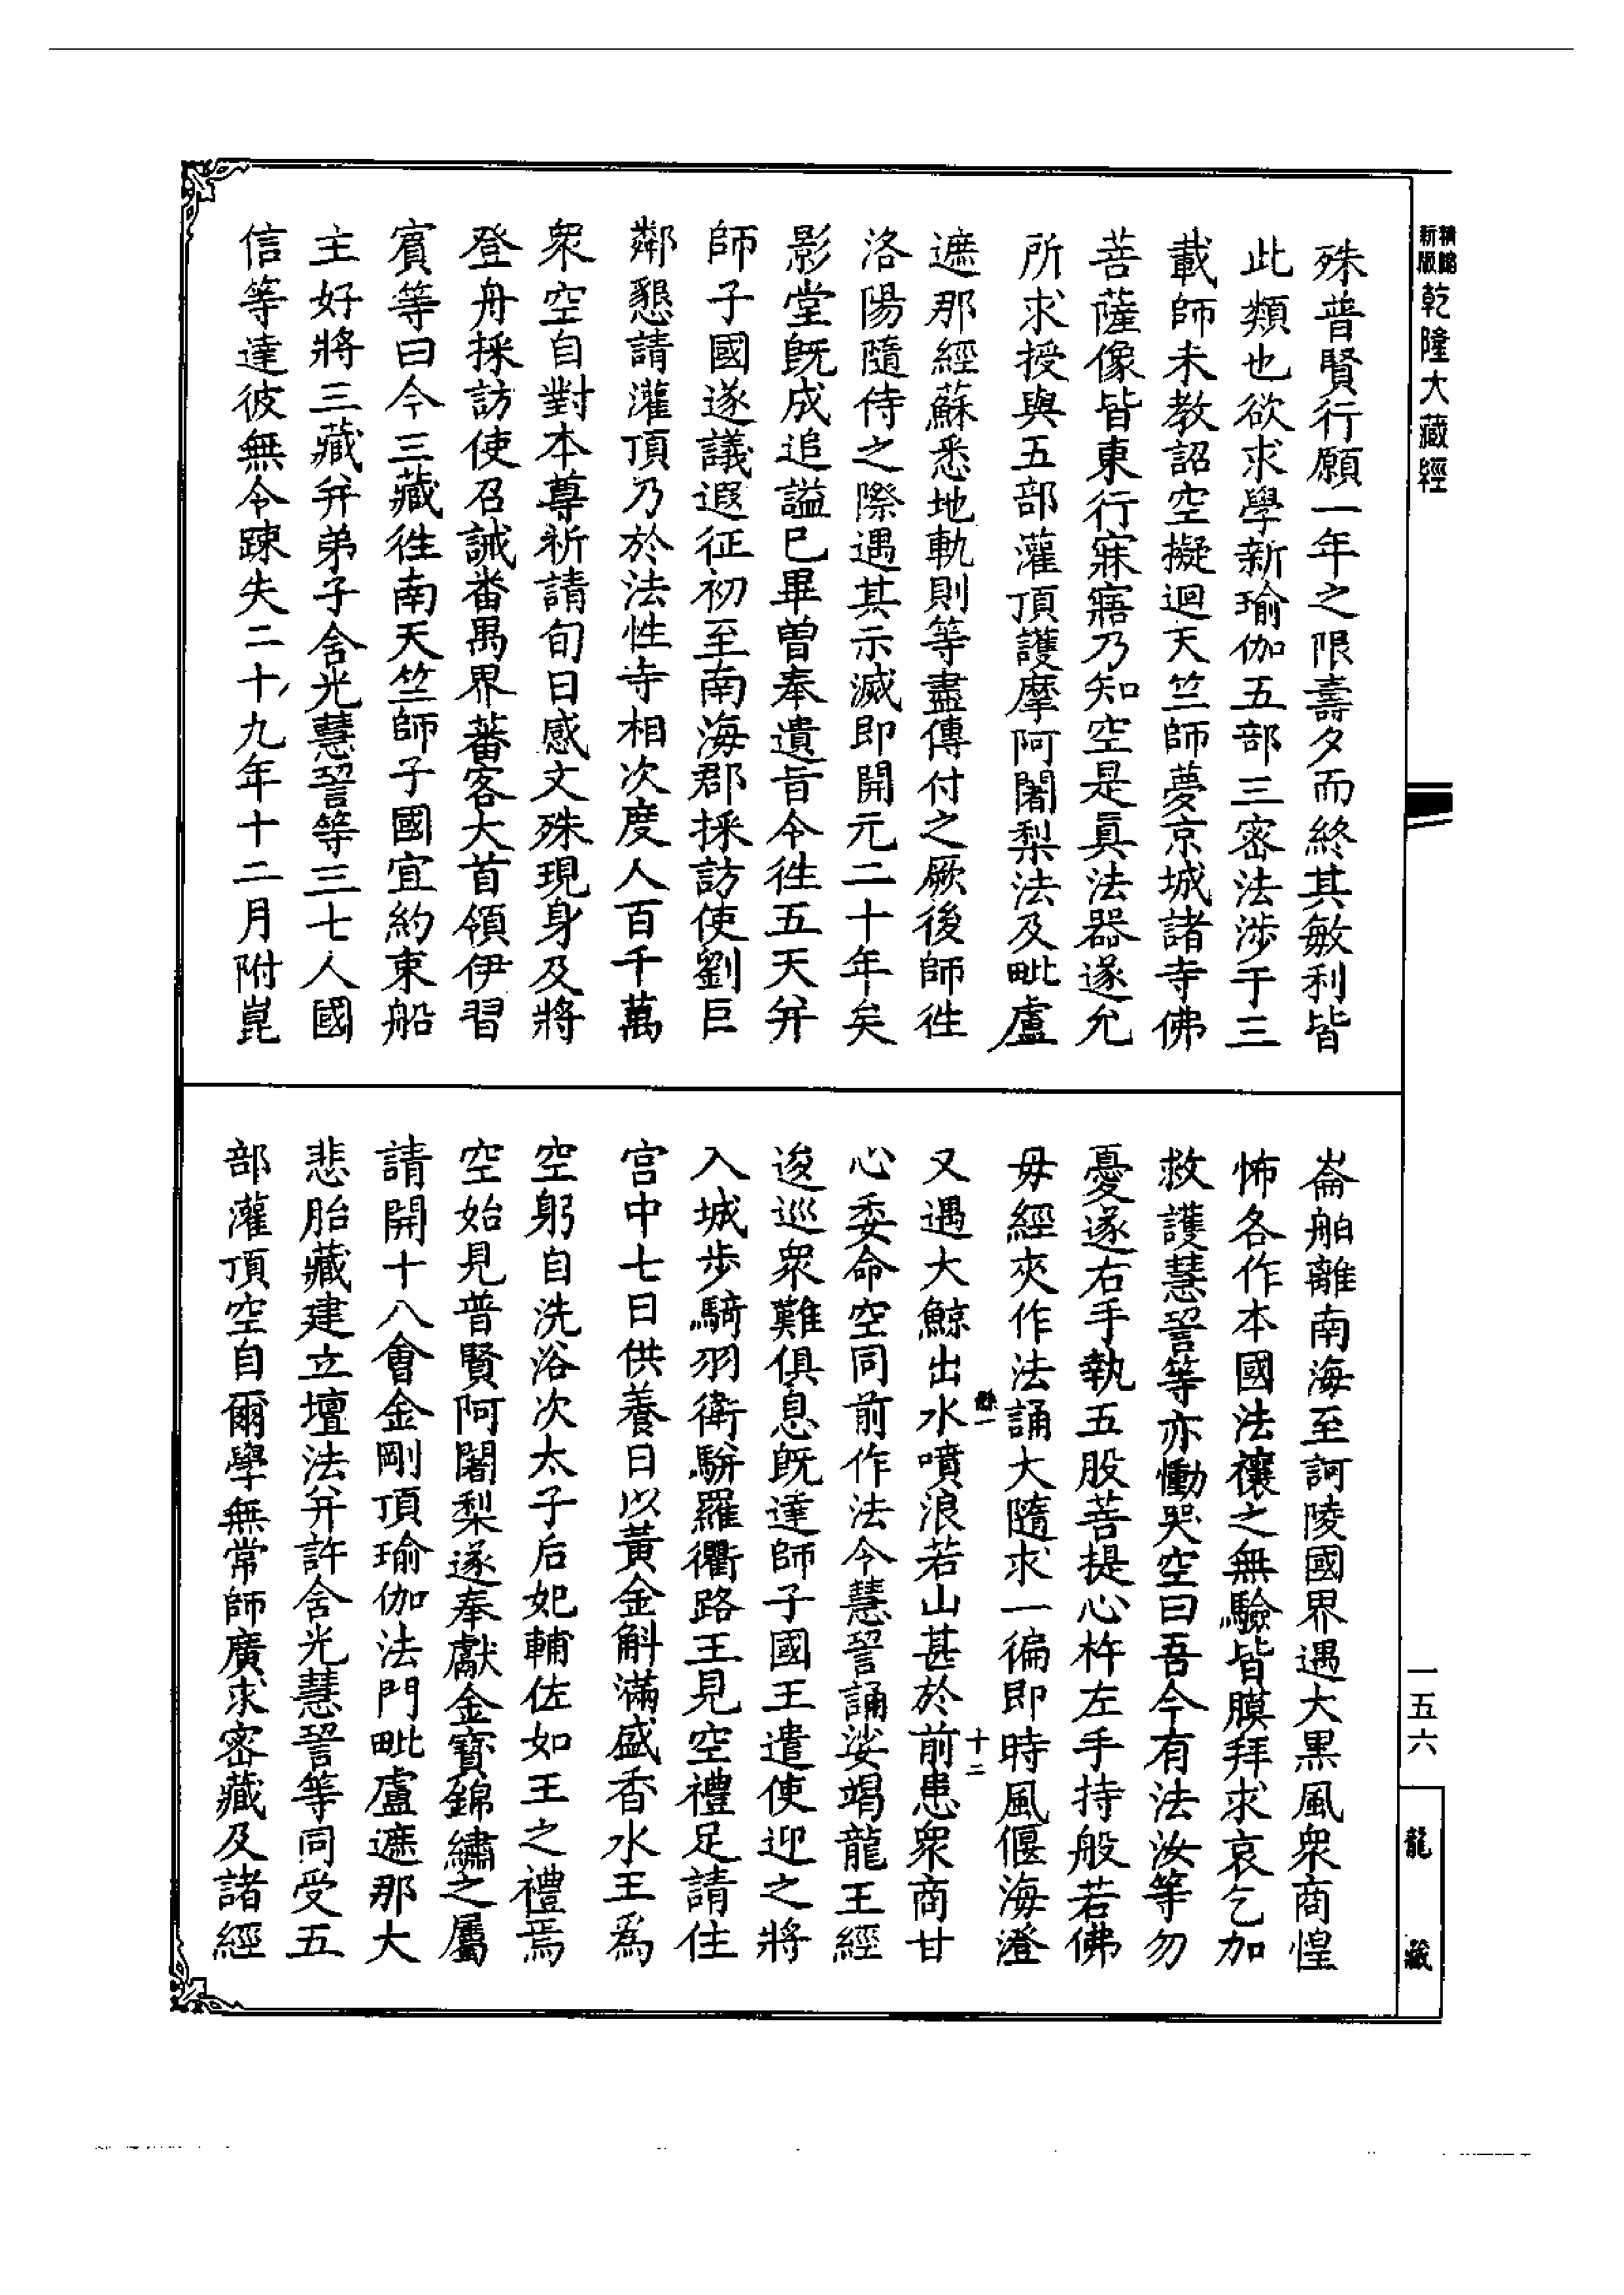 精縮
新版
乾隆大藏經
殊普賢行願一年之限壽夕而終其敏利皆
此類也欲求學新瑜伽五部三密法涉于三
載師未教詔空擬迴天竺師夢京城諸寺佛
菩薩像皆東行寐寤乃知空是真法器遂允
所求授與五部灌頂護摩阿闍梨法及毗盧
遮那經蘇悉地軌則等盡傳付之厥後師徃
洛陽隨侍之際遇其示滅即開元二十年矣
影堂既成追謚巳畢曾奉遺旨令徃五天并
師子國遂議遐征初至南海郡採訪使劉巨
鄰懇請灌頂乃於法性寺相次度人百千萬
眾空自對本尊祈請旬日感文殊現身及將
登舟採訪使召誡番禺界蕃客大首領伊習
賓等曰今三藏徃南天竺師子國宜約束船
主好將三藏并弟子含光慧䛒等三七人國
信等達彼無令踈失二十九年十二月附崑
崙舶離南海至訶陵國界遇大黑風眾商惶
怖各作本國法禳之無驗皆膜拜求哀乞加
救護慧䛒等亦慟哭空曰吾今有法汝等勿
憂遂右手執五股菩提心杵左手持般若佛
母經夾作法誦大隨求一徧即時風偃海澄
又遇大鯨出水噴浪若山甚於前患眾商甘
心委命空同前作法令慧䛒誦娑竭龍王經
逡巡眾難俱息既達師子國王遣使迎之將
入城步騎羽衛駢羅衢路王見空禮足請住
宮中七日供養日以黃金斛滿盛香水王為
空躬自洗浴次太子后妃輔佐如王之禮焉
空始見普賢阿闍梨遂奉獻金寶錦繡之屬
請開十八會金剛頂瑜伽法門毗盧遮那大
悲胎藏建立壇法并許含光慧䛒等同受五
部灌頂空自爾學無常師廣求密藏及諸經
十二
一五六
龍藏